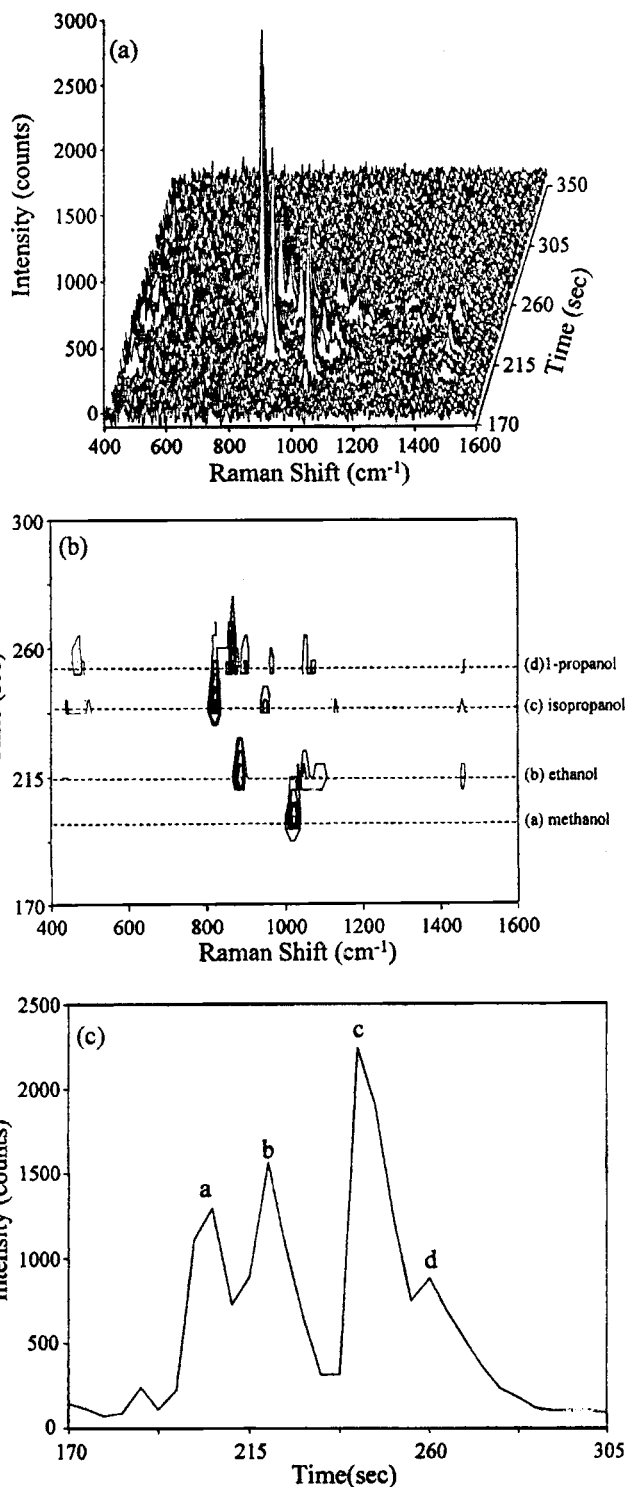 (a)
3000
2500
2000
1500
1000
500
0
Intensity (counts)
400 600 800 1000 1200 1400 1600
Raman Shift (cm-1)
350
305
260
215
170
Time (sec)
(b)
300
260
215
170
(d)1-propanol
(c) isopropanol
(b) ethanol
(a) methanol
400 600 800 1000 1200 1400 1600
Raman Shift (cm-1)
(c)
2500
2000
1500
1000
500
0
Intensity (counts)
a
b
c
d
170 215 260 305
Time(sec)